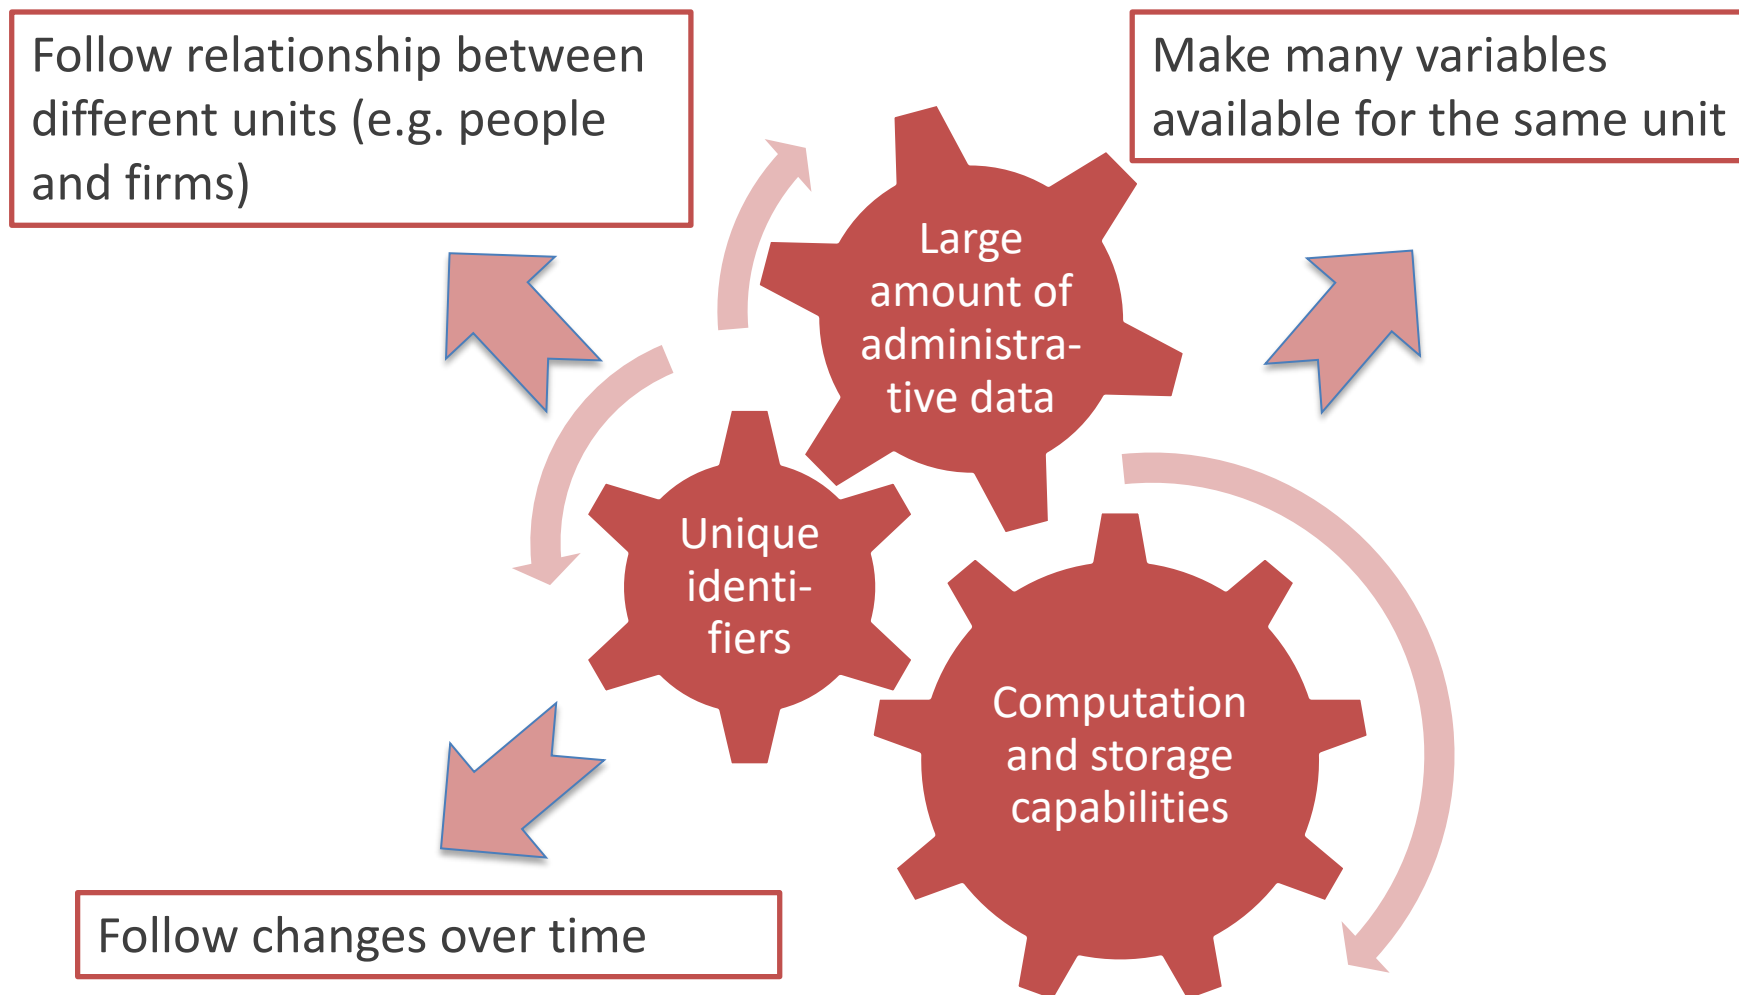 Follow relationship between
different units (e.g. people
and firms)
Make many variables
available for the same unit
Large
amount of
administra-
tive data
Unique
identi-
fiers
Computation
and storage
capabilities
Follow changes over time